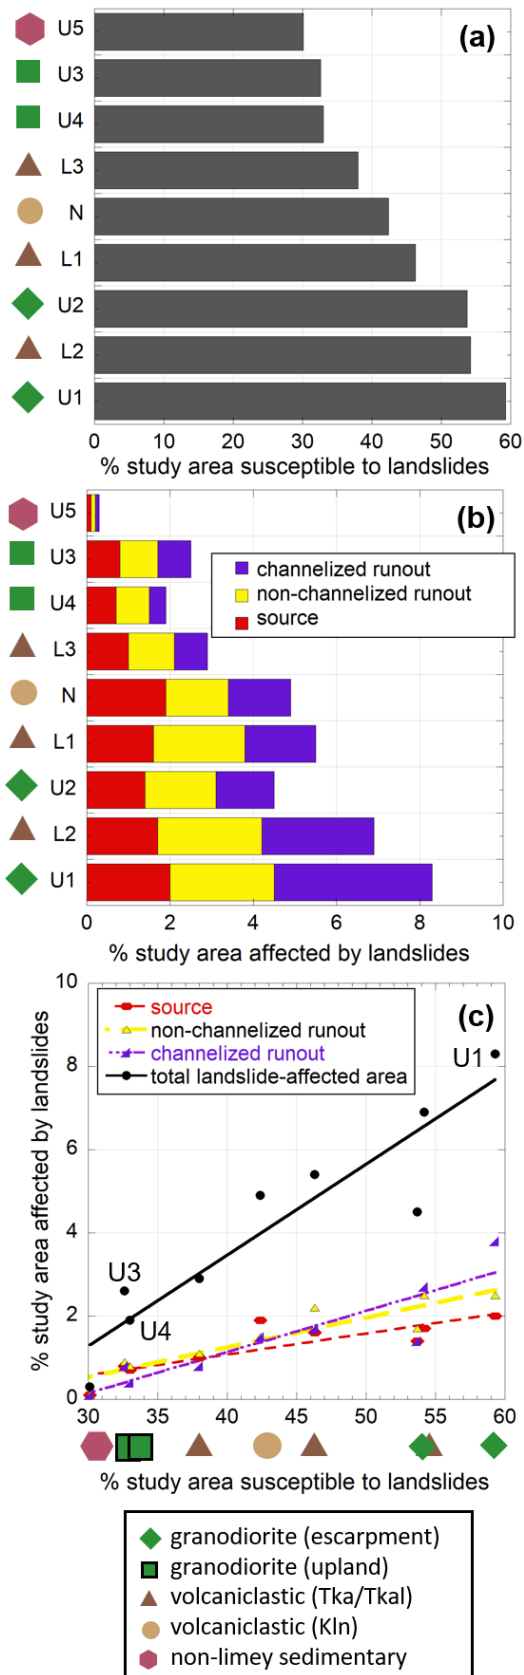 U5
(a)
U3
U4
L3
N
L1
U2
L2
U1
0 10 20 30 40 50 60
% study area susceptible to landslides
U5
(b)
U3
channelized runout
non-channelized runout
source
U4
L3
N
L1
U2
L2
U1
0 2 4 6 8 10
% study area affected by landslides
10
8
6
4
2
0
% study area affected by landslides
source
non-channelized runout
channelized runout
total landslide-affected area
(c)
U1
U3
U4
30 35 40 45 50 55 60
% study area susceptible to landslides
granodiorite (escarpment)
granodiorite (upland)
volcaniclastic (Tka/Tkal)
volcaniclastic (Kln)
non-limey sedimentary